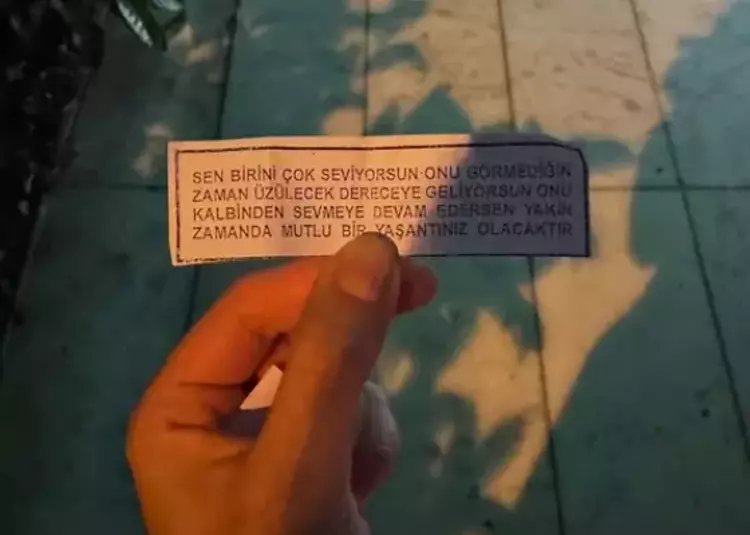 SEN BİRİNİ ÇOK SEVİYORSUN ONU GÖRMEDİĞİN
ZAMAN ÜZÜLECEK DERECEYE GELİYORSUN ONU
KALBİNDEN SEVMEYE DEVAM EDERSEN YAKIN
ZAMANDA MUTLU BİR YAŞANTINIZ OLACAKTIR